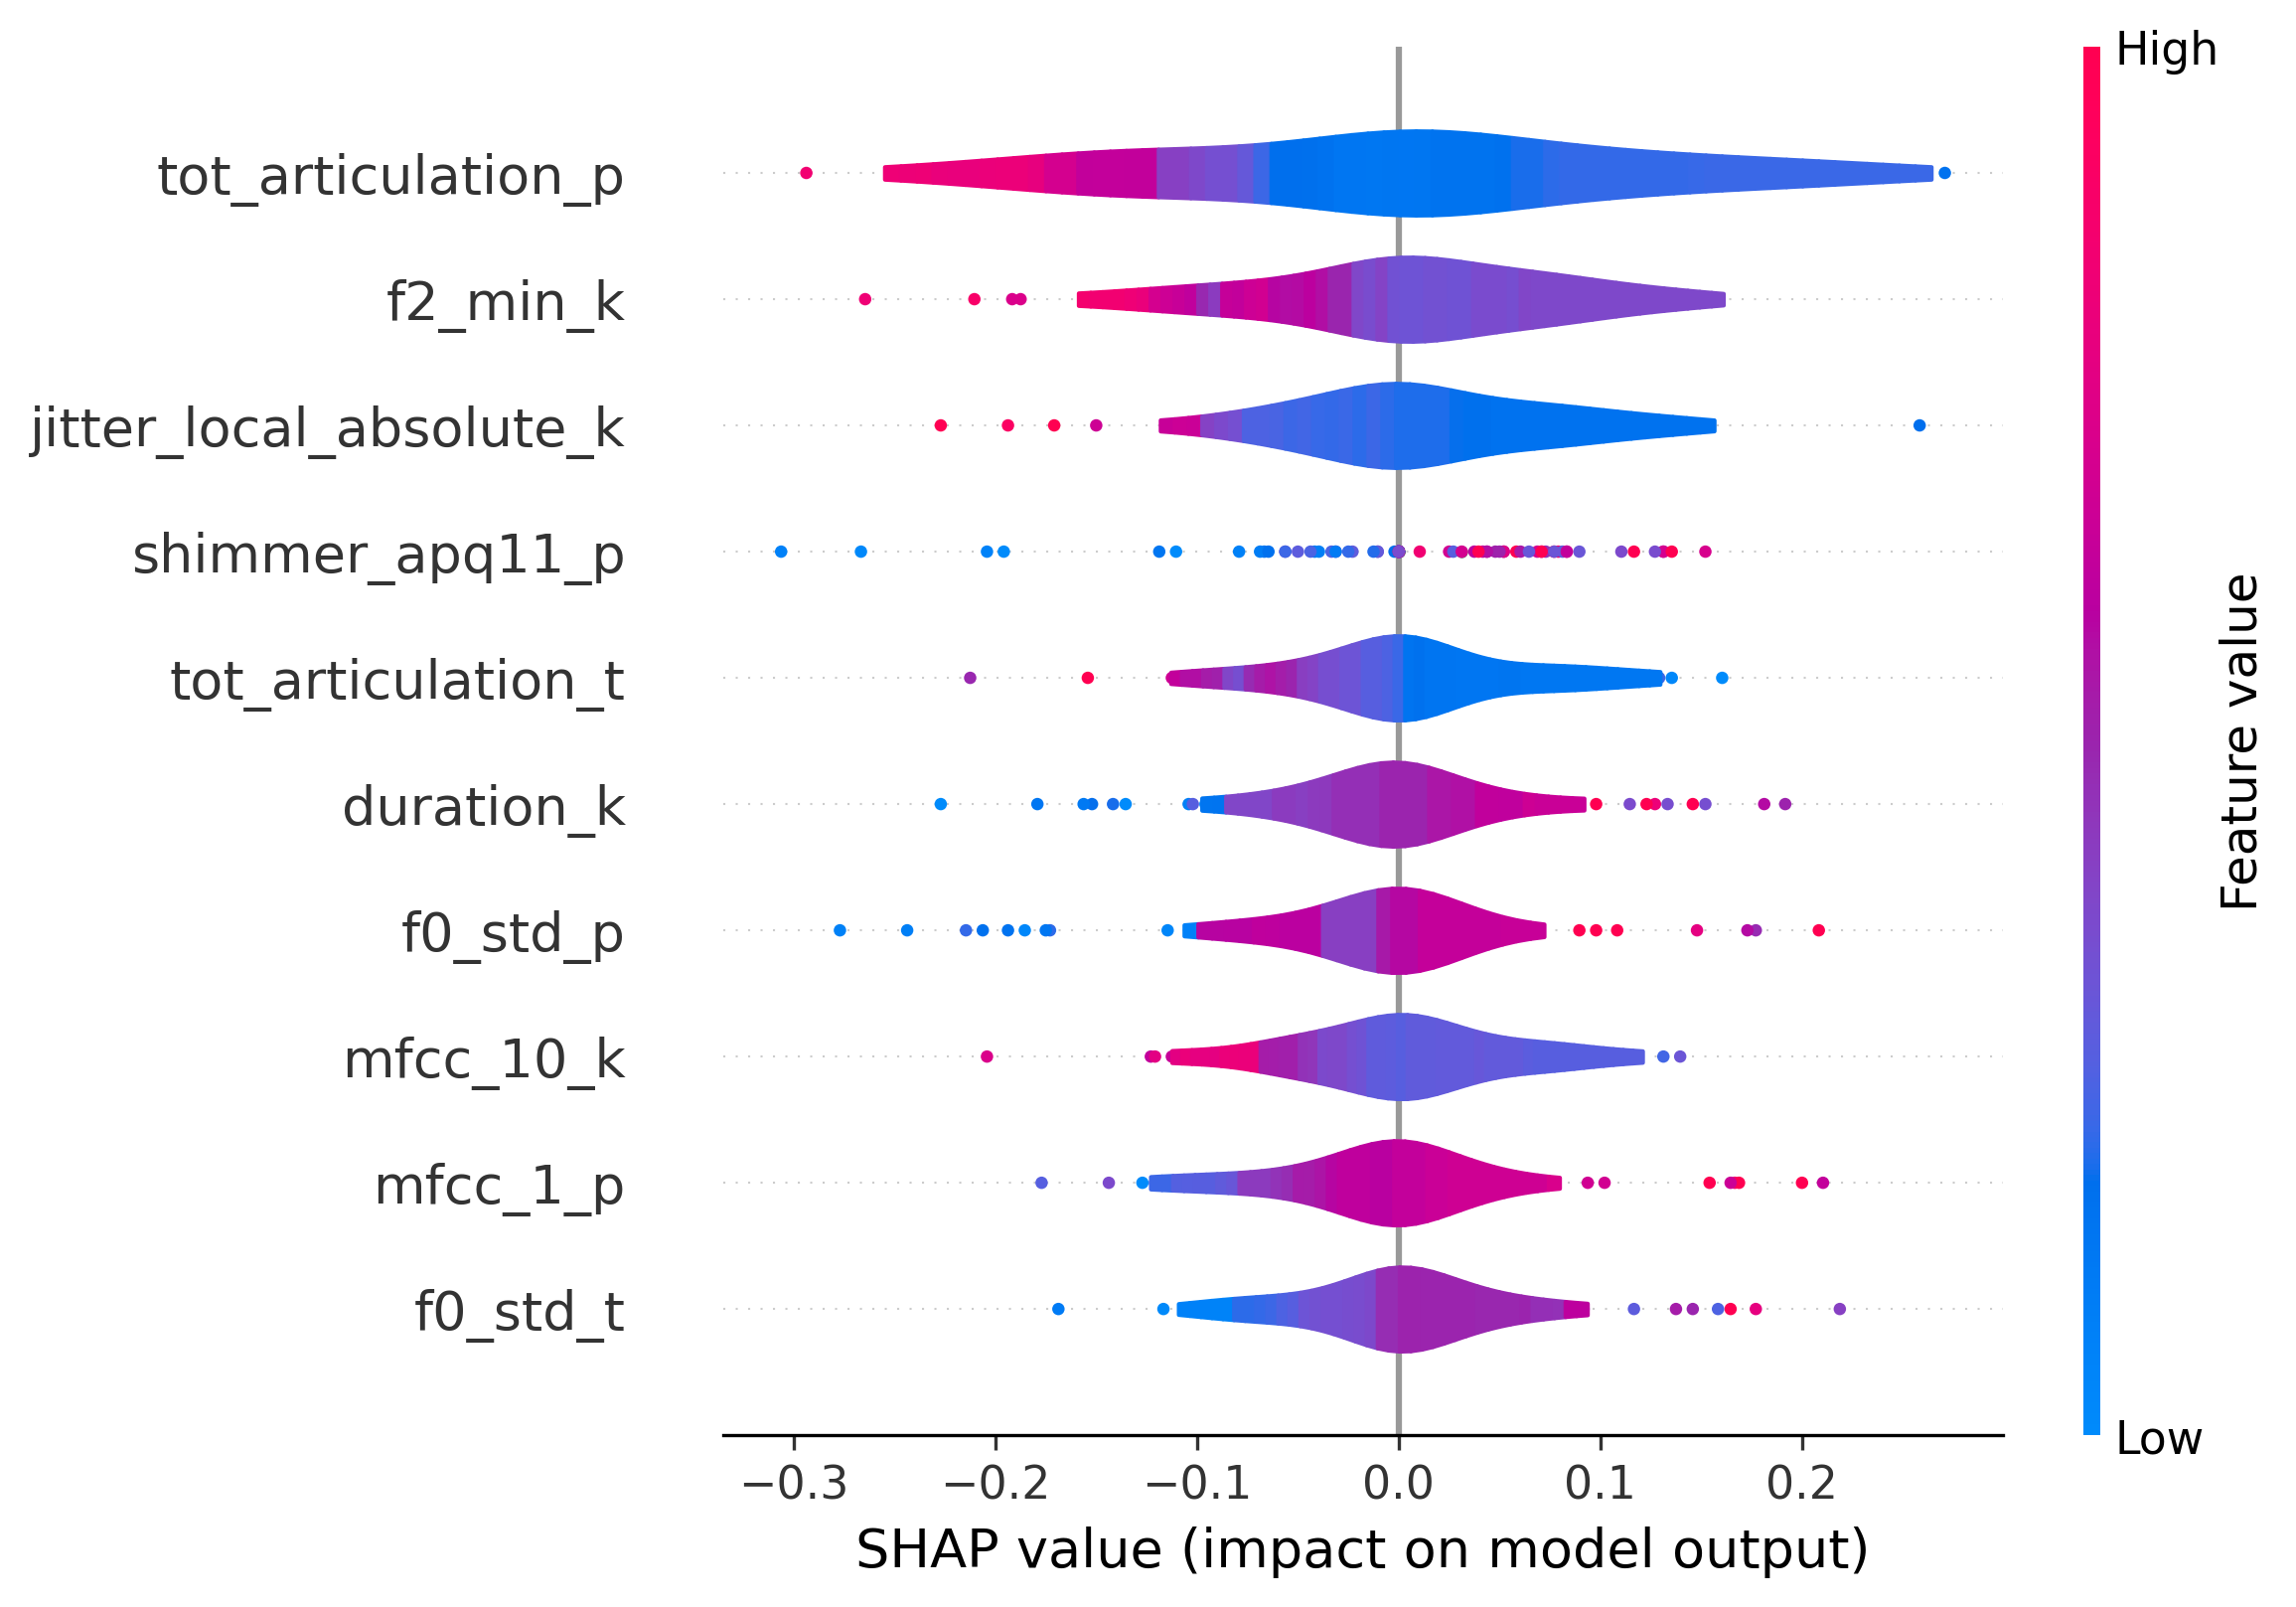 High
tot_articulation_p
f2_min_k
jitter_local_absolute_k
shimmer_apq11_p
tot_articulation_t
duration_k
f0_std_p
mfcc_10_k
mfcc_1_p
f0_std_t
Feature value
Low
−0.3 −0.2 −0.1 0.0 0.1 0.2
SHAP value (impact on model output)